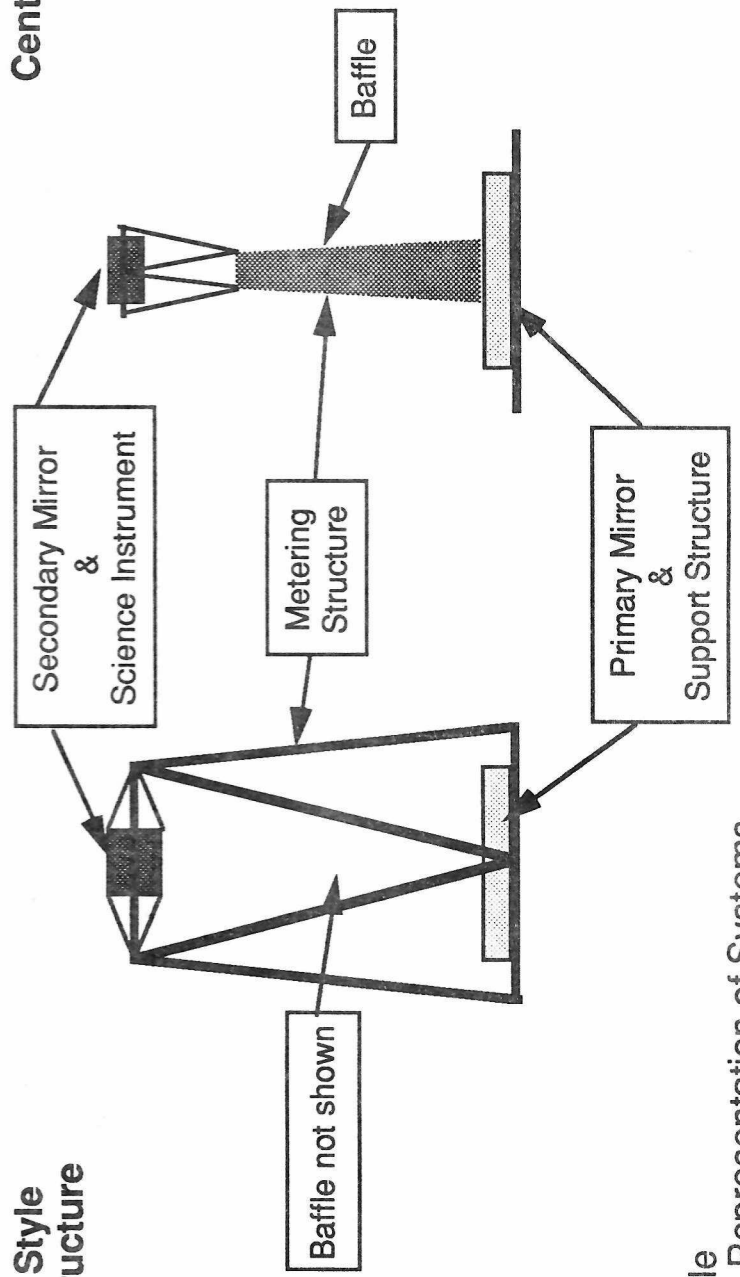 Style
ucture
Cent
Secondary Mirror
&
Science Instrument
Metering
Structure
Baffle
Baffle not shown
Primary Mirror
&
Support Structure
le
Representation of Systems